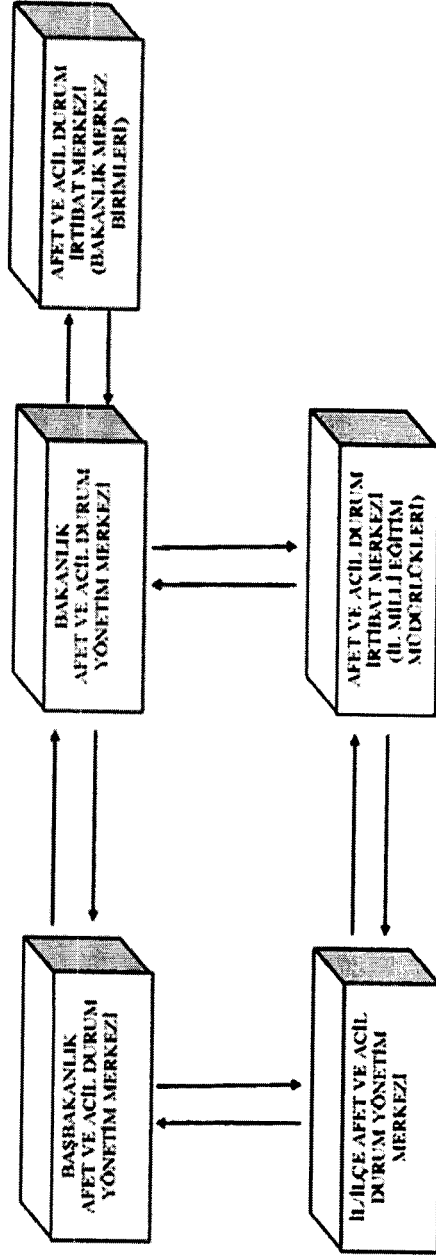 BAŞBAKANLIK
AFET VE ACİL DURUM
YÖNETİM MERKEZİ
BAKANLIK
AFET VE ACİL DURUM
YÖNETİM MERKEZİ
AFET VE ACİL DURUM
İRTİBAT MERKEZİ
(BAKANLIK MERKEZ
BİRİMLERİ)
İL/İLÇE AFET VE ACİL
DURUM YÖNETİM
MERKEZİ
AFET VE ACİL DURUM
İRTİBAT MERKEZİ
(İL MİLLİ EĞİTİM
MÜDÜRLÜKLERİ)